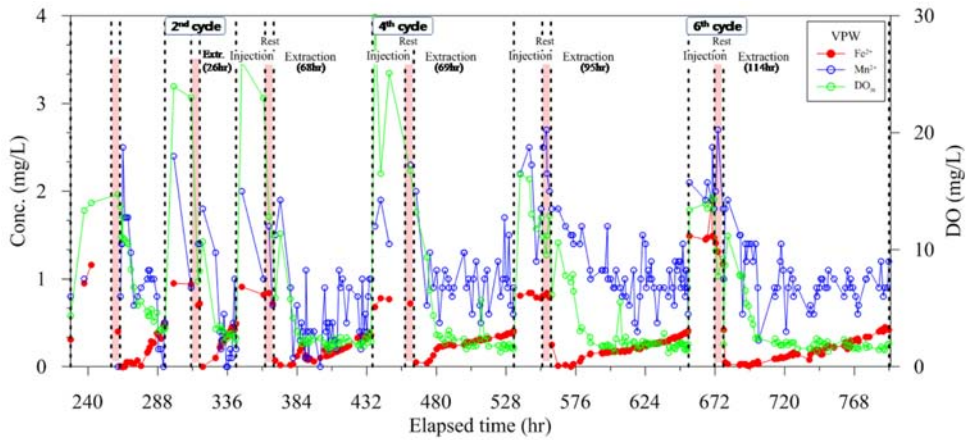 4
3
2
1
0
Conc. (mg/L)
30
20
10
0
DO (mg/L)
2nd cycle
4th cycle
6th cycle
Extr.
(26hr)
Injection
Rest
Extraction
(68hr)
Injection
Rest
Extraction
(69hr)
Injection
Rest
Extraction
(95hr)
Injection
Rest
Extraction
(114hr)
VPW
Fe²⁺
Mn²⁺
240 288 336 384 432 480 528 576 624 672 720 768
Elapsed time (hr)